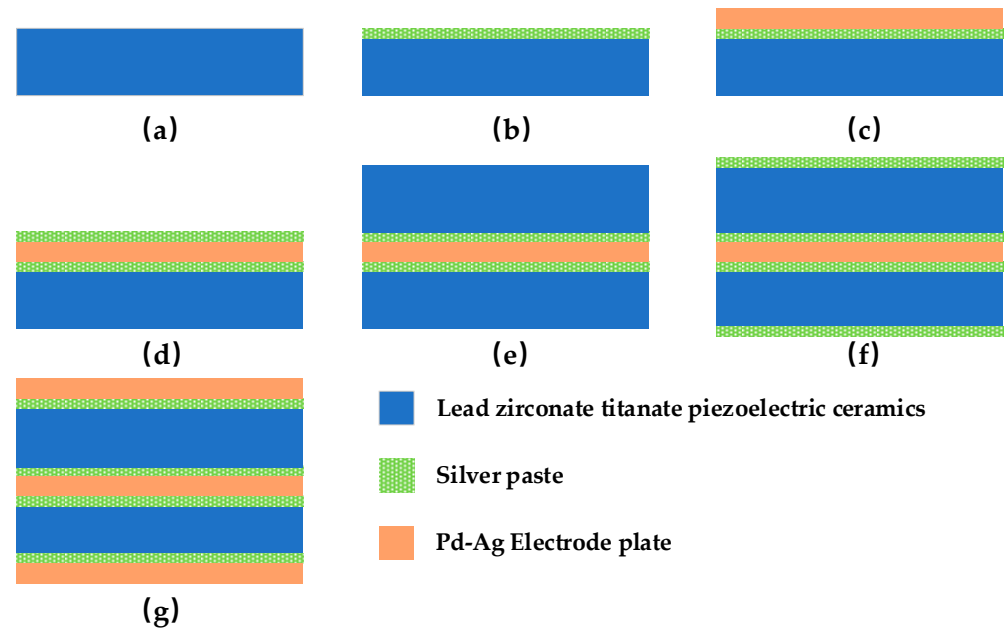 (a)
(b)
(c)
(d)
(e)
(f)
Lead zirconate titanate piezoelectric ceramics
Silver paste
Pd-Ag Electrode plate
(g)